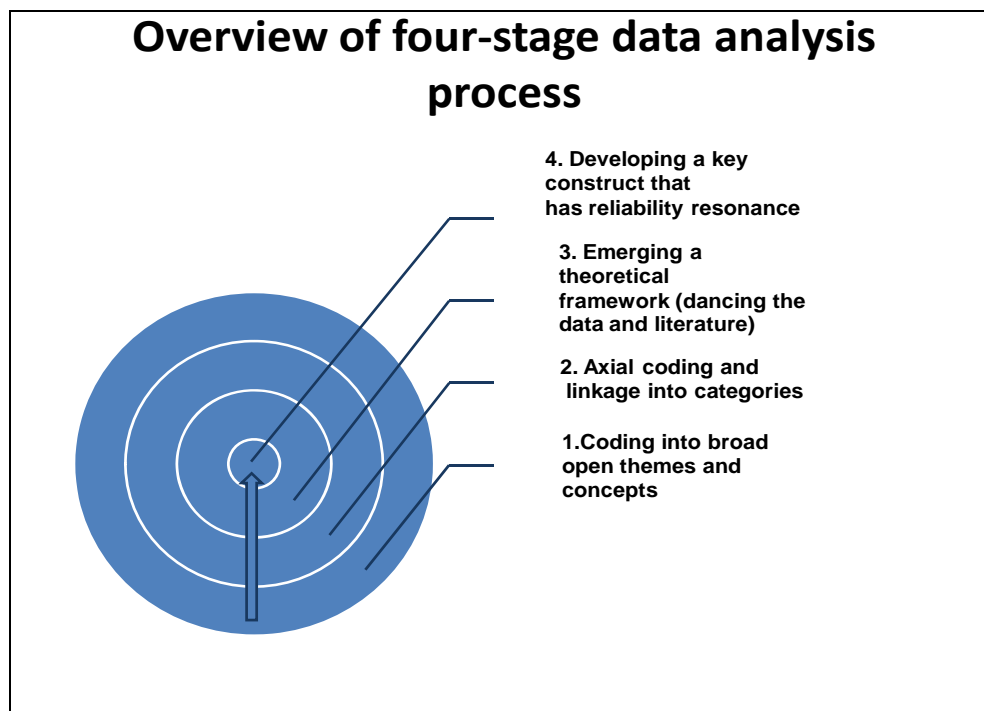 Overview of four-stage data analysis
process
4. Developing a key
construct that
has reliability resonance
3. Emerging a
theoretical
framework (dancing the
data and literature)
2. Axial coding and
linkage into categories
1.Coding into broad
open themes and
concepts